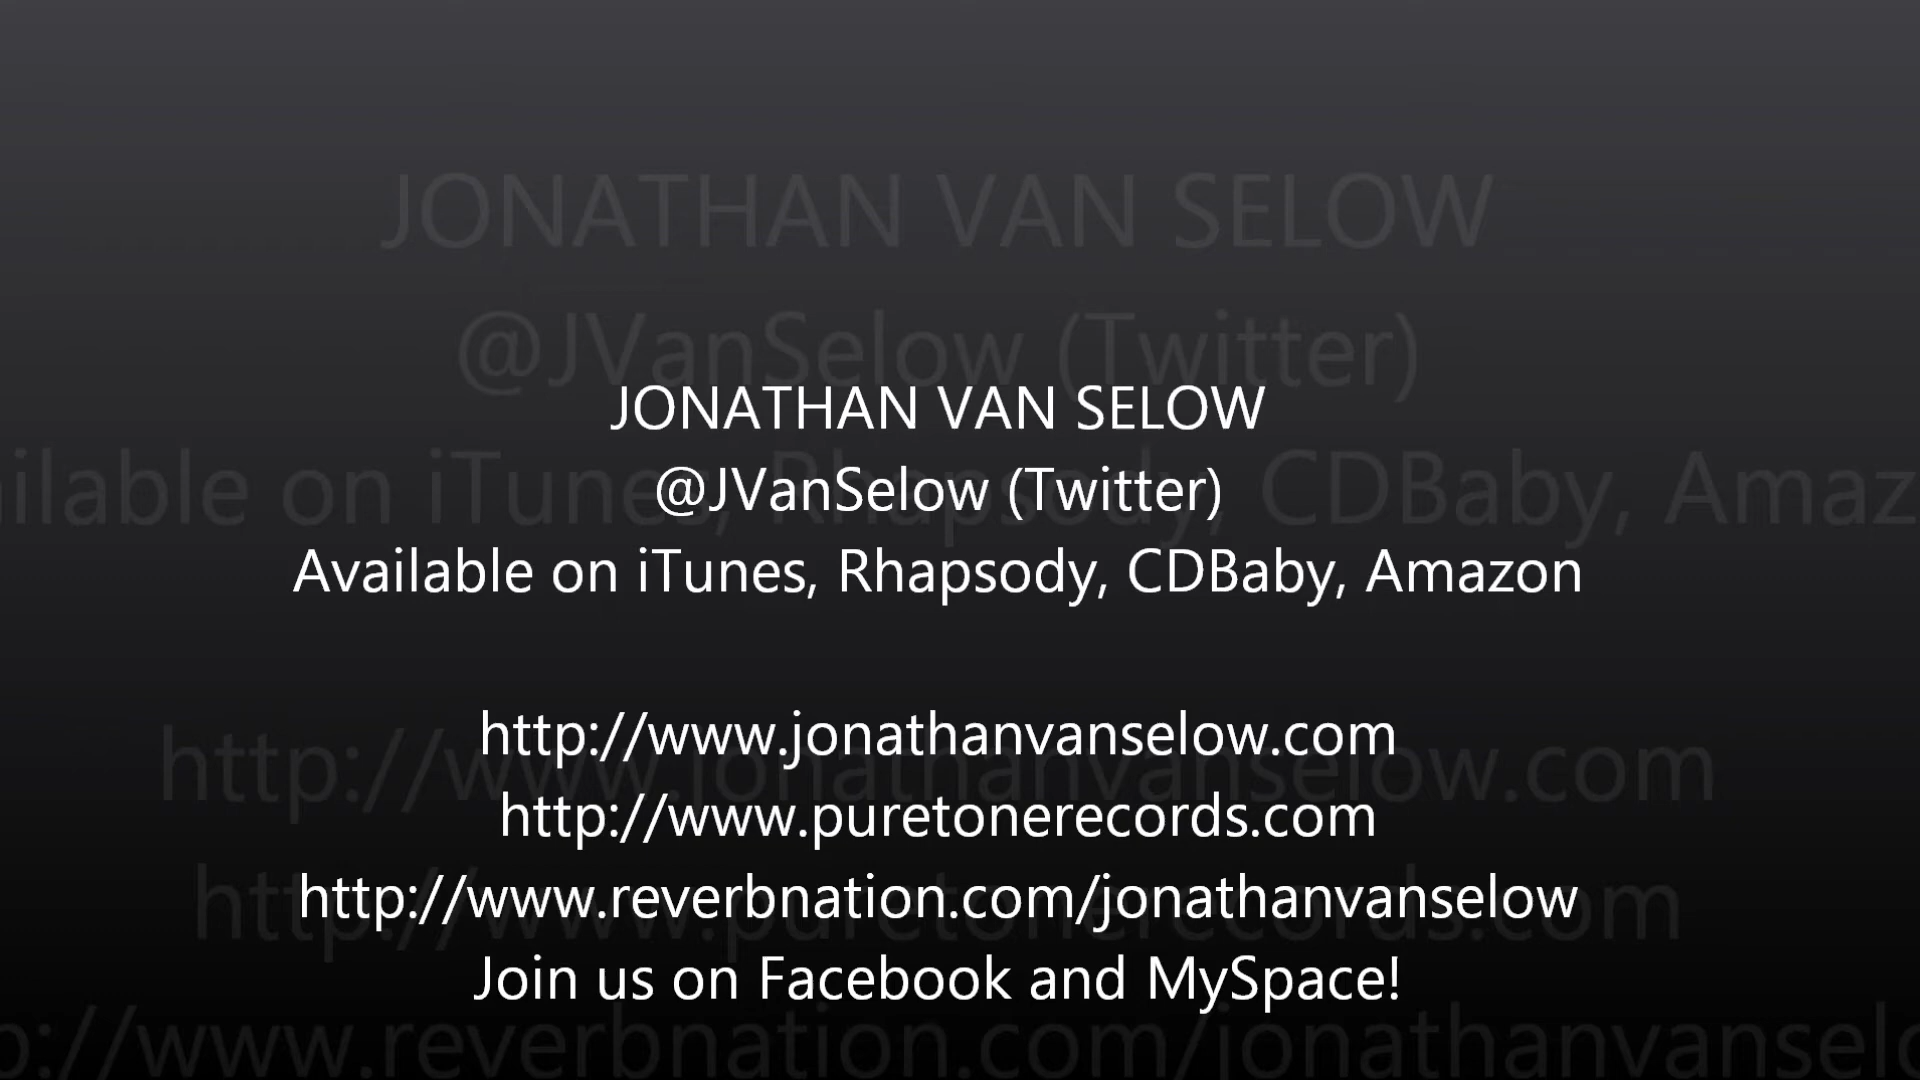 JONATHAN VAN SELOW
@JVanSelow (Twitter)
Available on iTunes, Rhapsody, CDBaby, Amazon
http://www.jonathanvanselow.com
http://www.puretonerecords.com
http://www.reverbnation.com/jonathanvanselow
Join us on Facebook and MySpace!